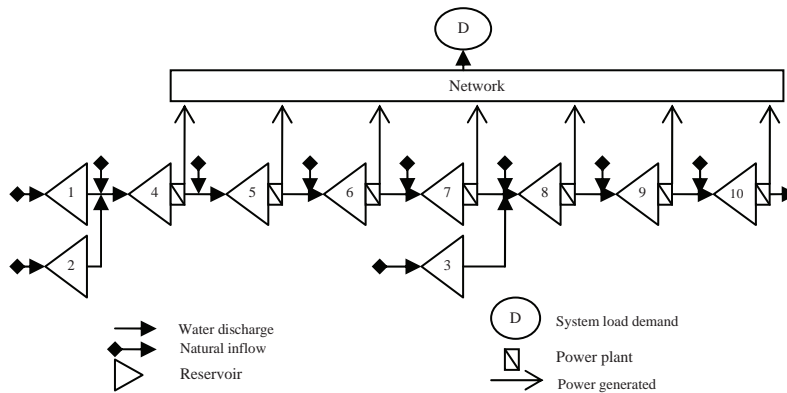 D
Network
1
4
5
6
7
8
9
10
2
3
Water discharge
Natural inflow
Reservoir
D
System load demand
Power plant
Power generated